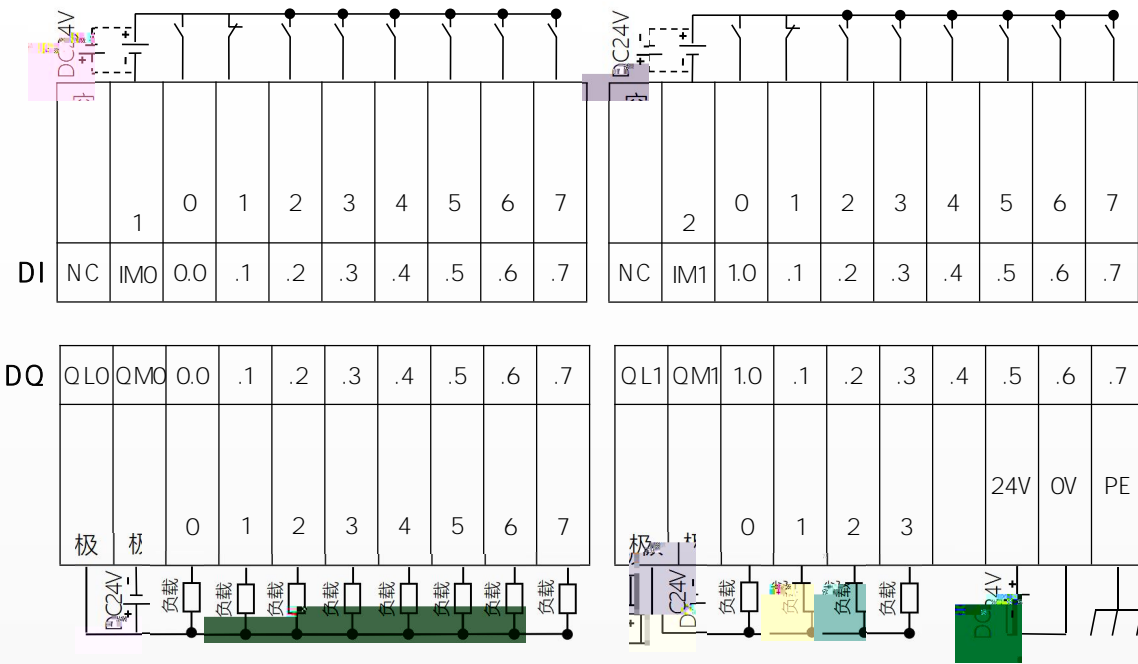 DC24V DC24V
1 0 1 2 3 4 5 6 7 2 0 1 2 3 4 5 6 7
DI NC IM0 0.0 .1 .2 .3 .4 .5 .6 .7 NC IM1 1.0 .1 .2 .3 .4 .5 .6 .7
DQ QL0 QM0 0.0 .1 .2 .3 .4 .5 .6 .7 QL1 QM1 1.0 .1 .2 .3 .4 .5 .6 .7
24V 0V PE
极 极 0 1 2 3 4 5 6 7 极 0 1 2 3
DC24V 负载 负载 负载 负载 负载 负载 负载 负载 负载 负载 负载